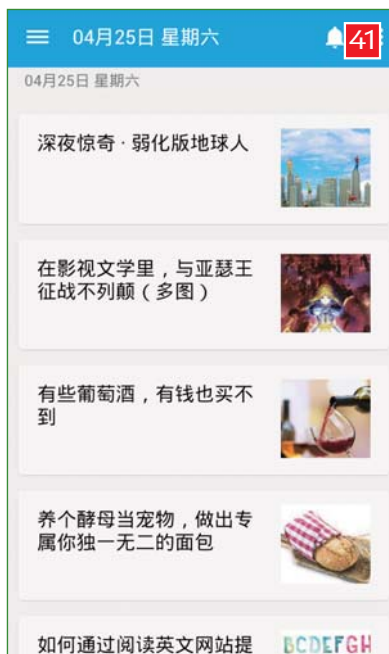 04月25日 星期六
41
04月25日 星期六
深夜惊奇 · 弱化版地球人
在影视文学里，与亚瑟王
征战不列颠（多图）
有些葡萄酒，有钱也买不
到
养个酵母当宠物，做出专
属你独一无二的面包
如何通过阅读英文网站提
BCDEFGH